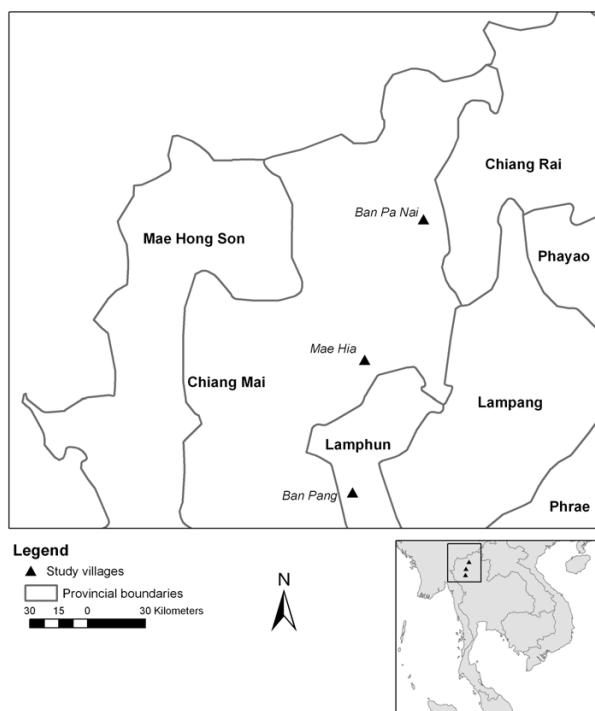 Chiang Rai
Ban Pa Nai
Mae Hong Son
Phayao
Mae Hia
Chiang Mai
Lampang
Lamphun
Ban Pang
Phrae
Legend
Study villages
Provincial boundaries
30 15 0 30 Kilometers
N